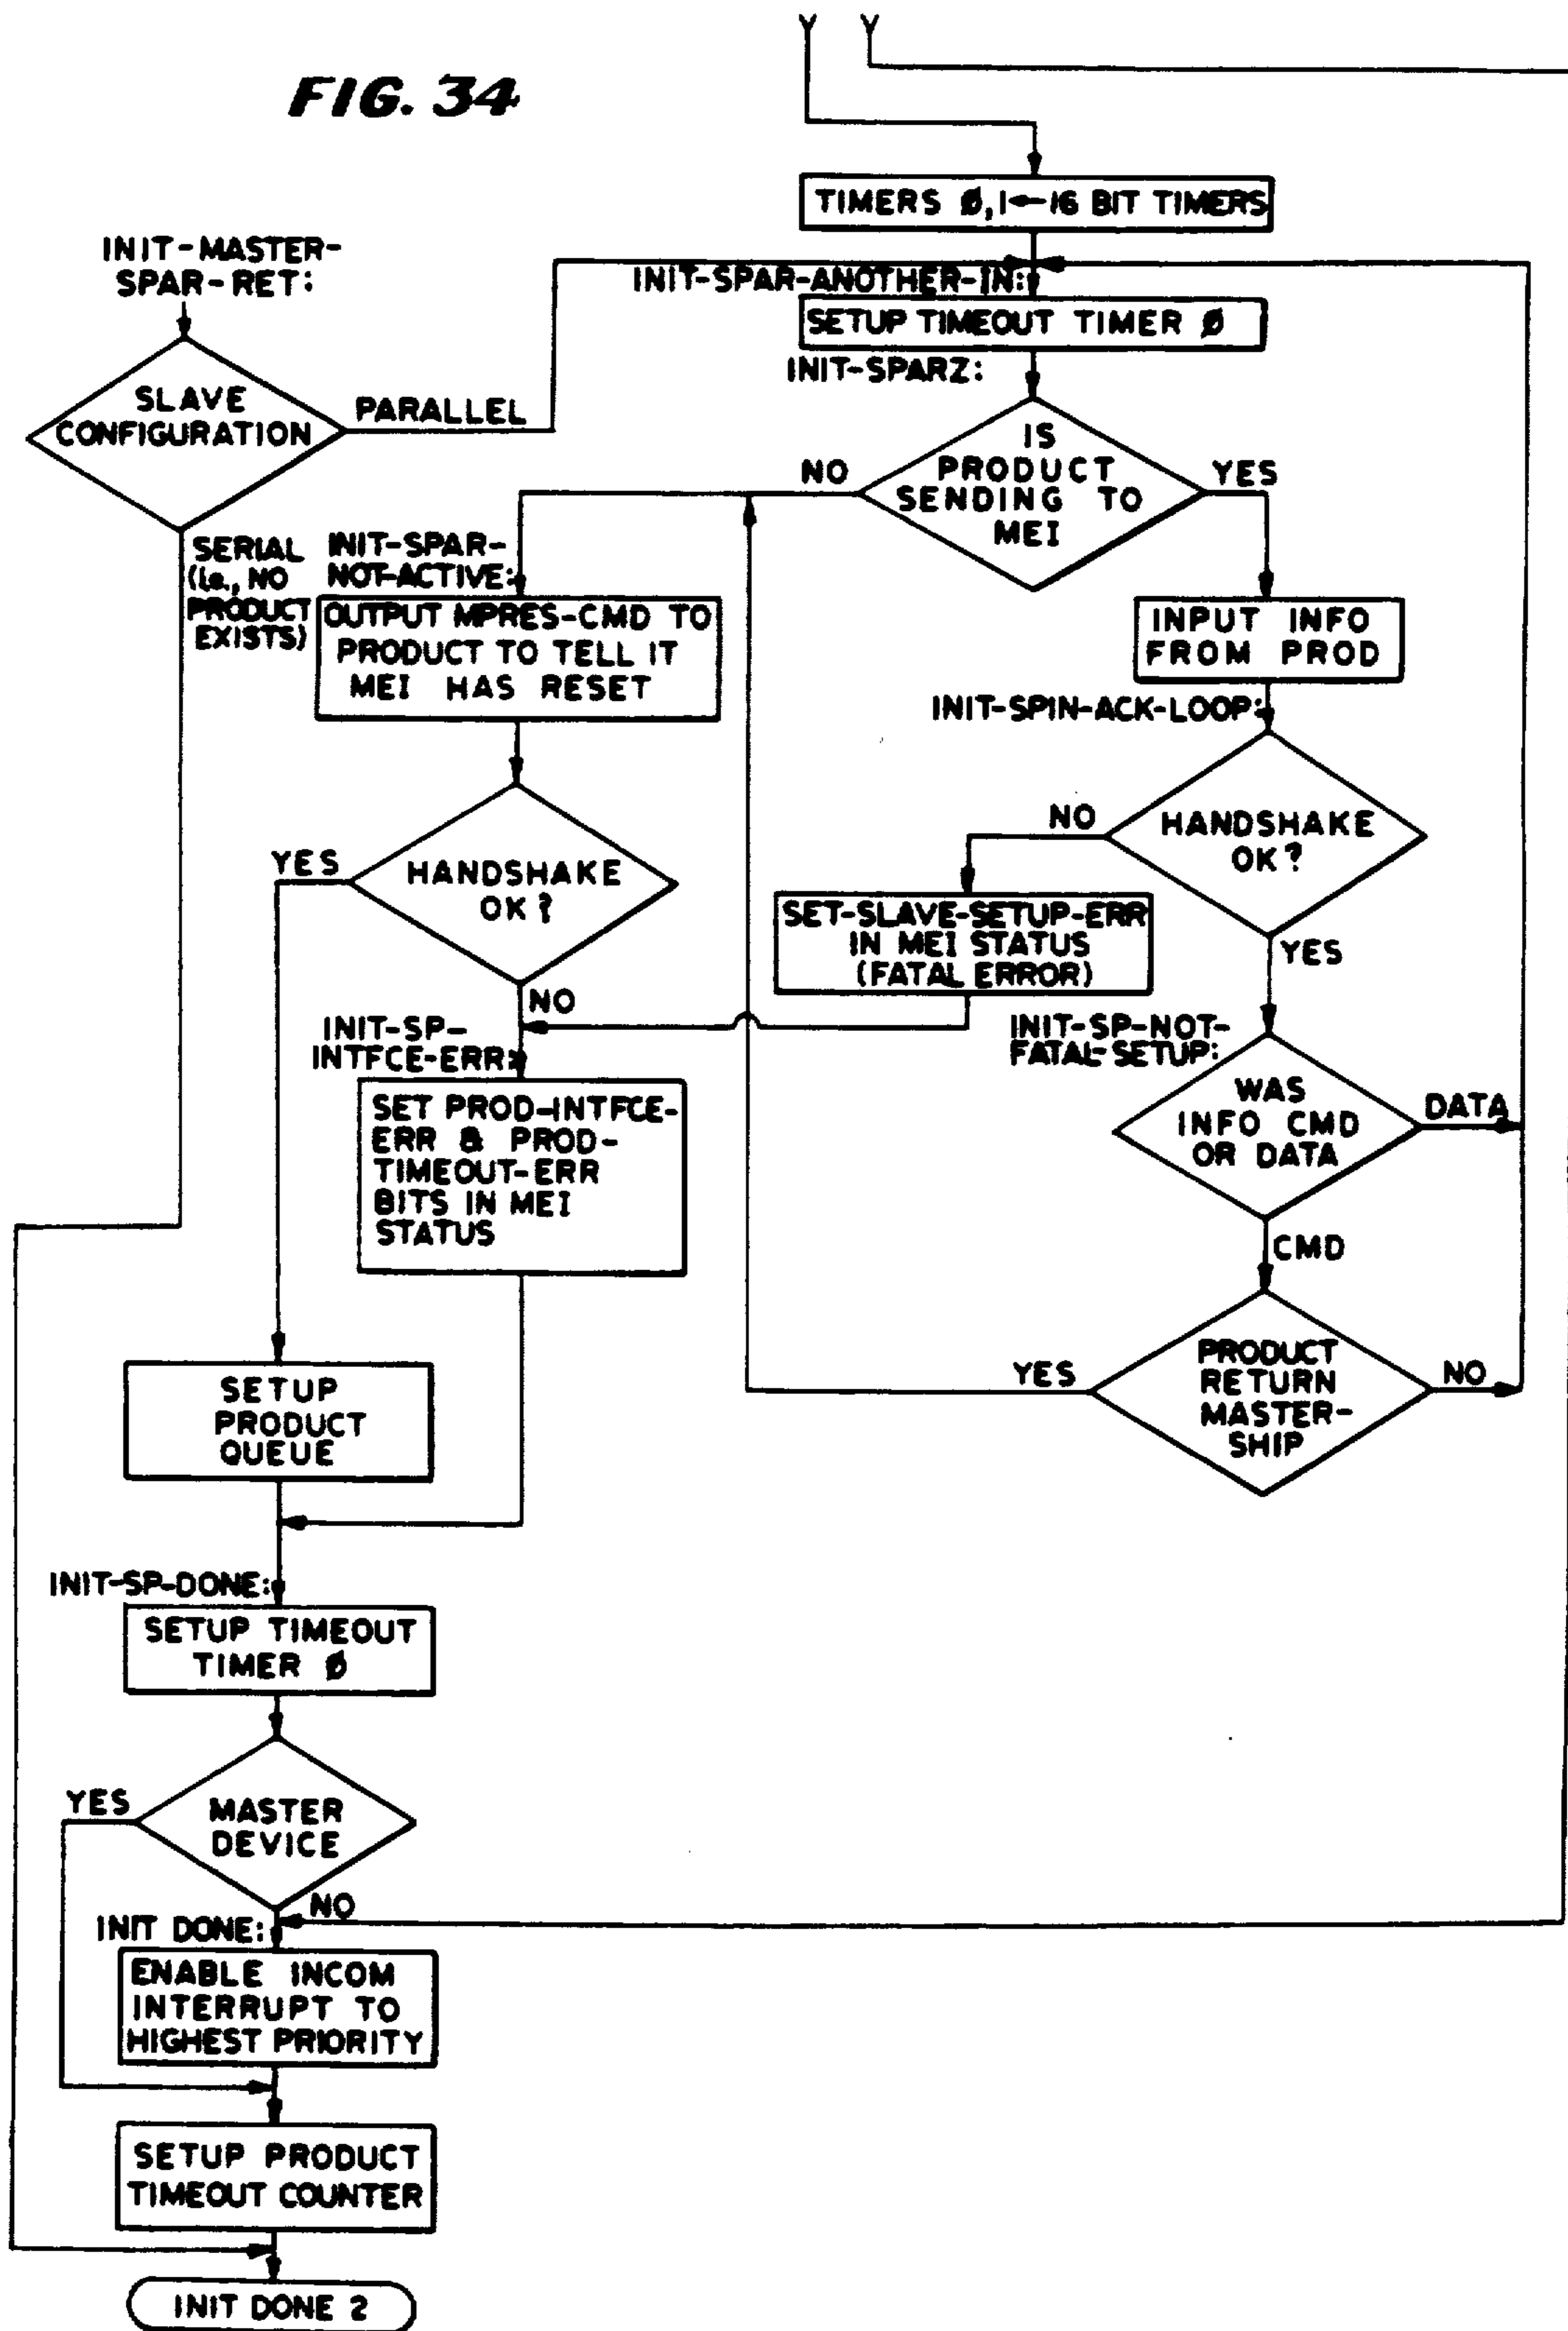 Y Y
FIG. 34
TIMERS Ø,1←16 BIT TIMERS
INIT-MASTER-
SPAR-RET:
INIT-SPAR-ANOTHER-IN:
SETUP TIMEOUT TIMER Ø
INIT-SPARZ:
SLAVE
CONFIGURATION
PARALLEL
IS
PRODUCT
SENDING TO
MEI
NO
YES
SERIAL
(i.e., NO
PRODUCT
EXISTS)
INIT-SPAR-
NOT-ACTIVE:
OUTPUT MPRES-CMD TO
PRODUCT TO TELL IT
MEI HAS RESET
INPUT INFO
FROM PROD
INIT-SPIN-ACK-LOOP:
HANDSHAKE
OK?
NO
YES
HANDSHAKE
OK?
YES
NO
SET-SLAVE-SETUP-ERR
IN MEI STATUS
(FATAL ERROR)
INIT-SP-
INTFCE-ERR:
INIT-SP-NOT-
FATAL-SETUP:
SET PROD-INTFCE-
ERR & PROD-
TIMEOUT-ERR
BITS IN MEI
STATUS
WAS
INFO CMD
OR DATA
DATA
CMD
PRODUCT
RETURN
MASTER-
SHIP
YES
NO
SETUP
PRODUCT
QUEUE
INIT-SP-DONE:
SETUP TIMEOUT
TIMER Ø
MASTER
DEVICE
YES
NO
INIT DONE:
ENABLE INCOM
INTERRUPT TO
HIGHEST PRIORITY
SETUP PRODUCT
TIMEOUT COUNTER
INIT DONE 2